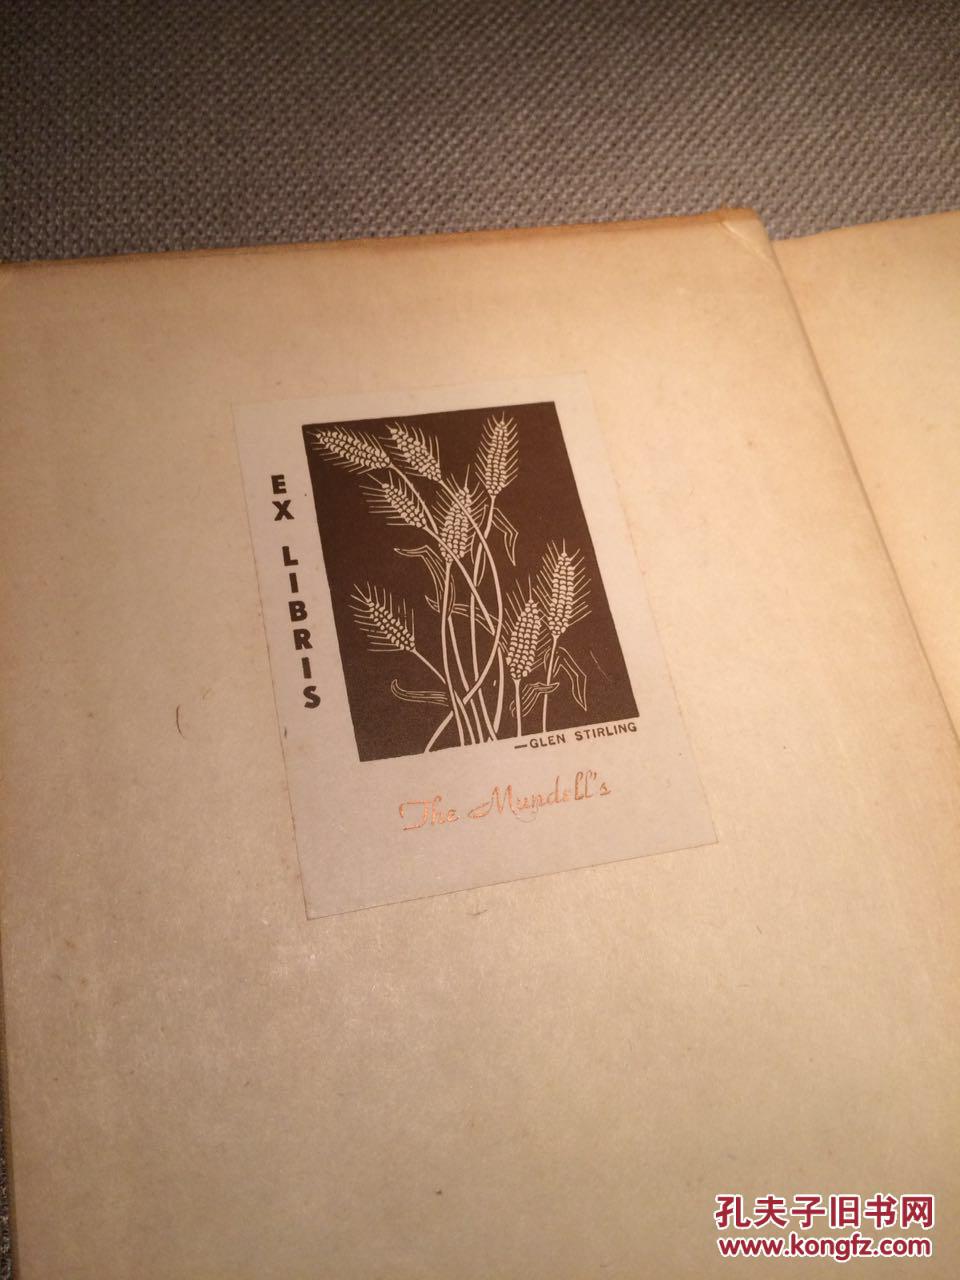 EX LIBRIS
—GLEN STIRLING
The Mundell's
孔夫子旧书网
www.kongfz.com